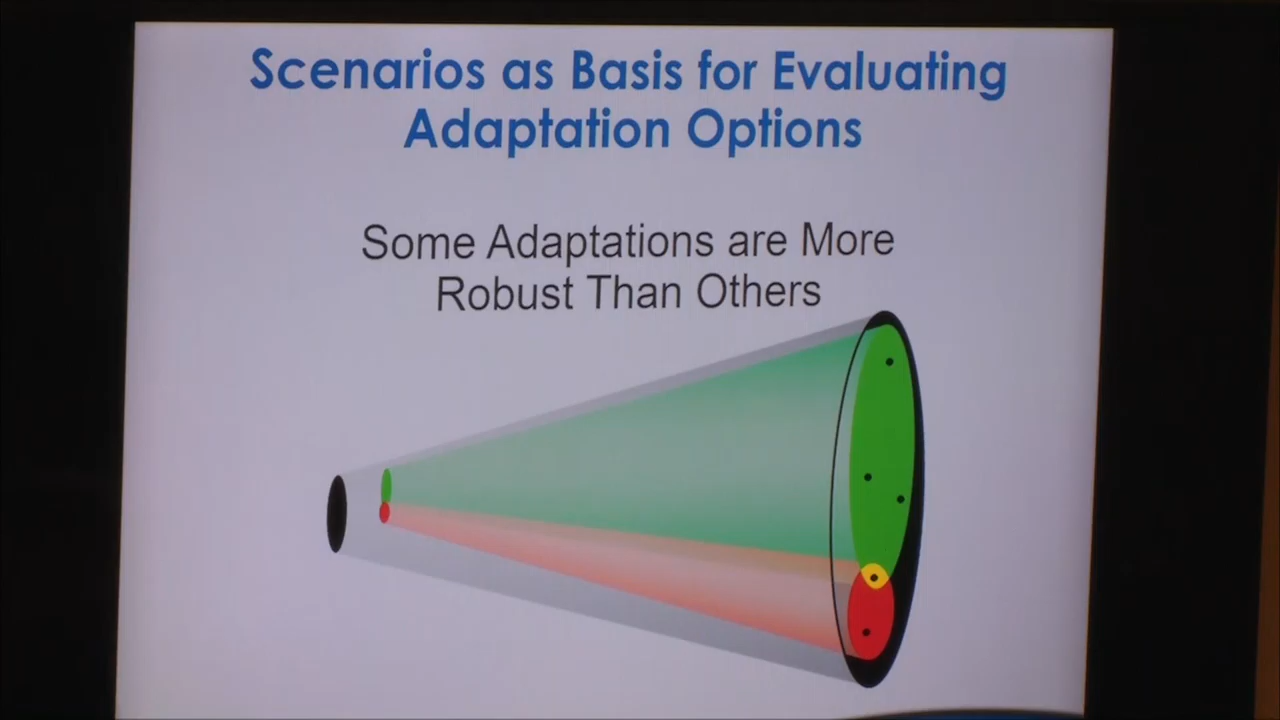 Scenarios as Basis for Evaluating
Adaptation Options
Some Adaptations are More
Robust Than Others